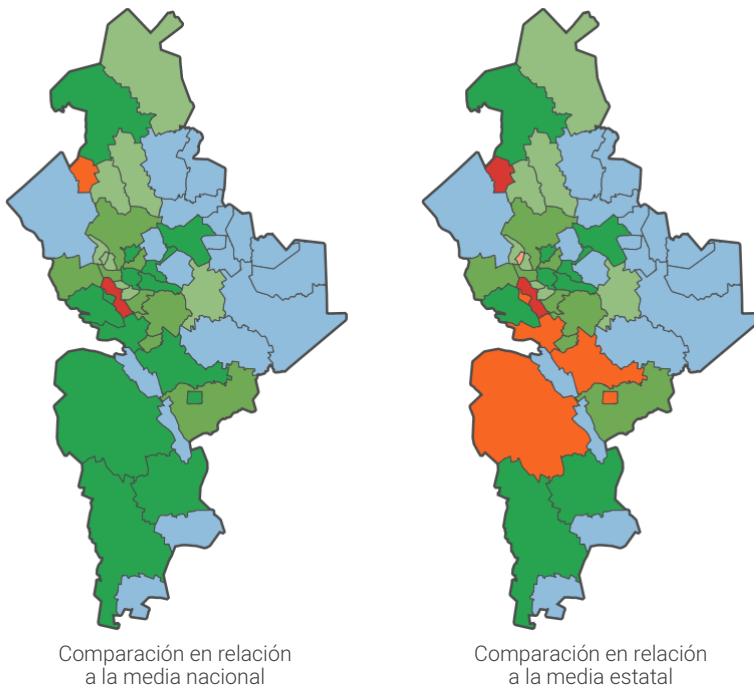 Comparación en relación
a la media nacional
Comparación en relación
a la media estatal